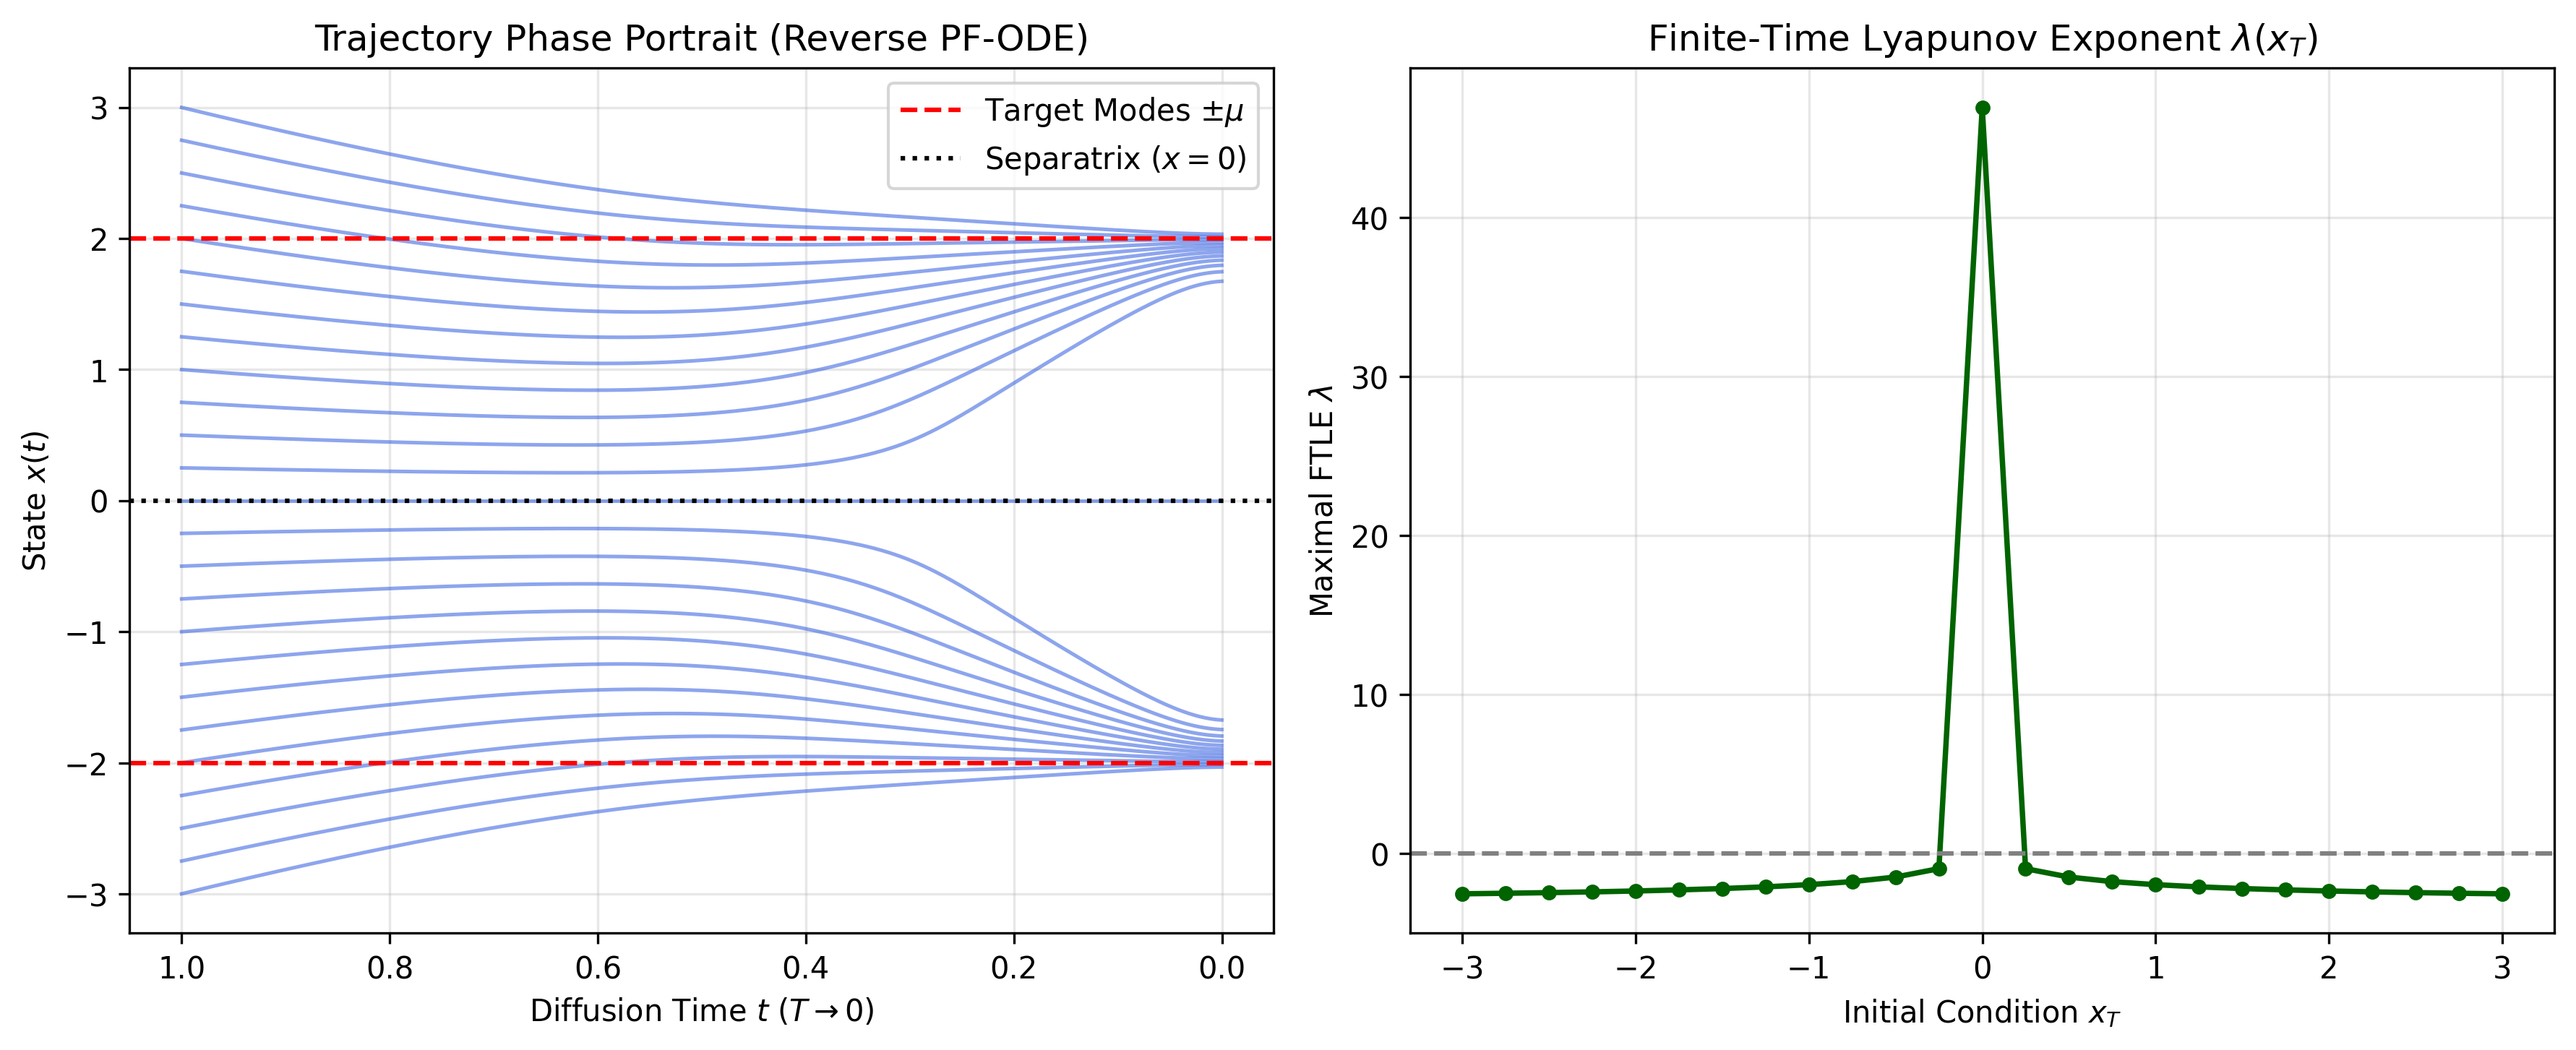 Trajectory Phase Portrait (Reverse PF-ODE)
Target Modes ±μ
Separatrix (x = 0)
3
2
1
0
−1
−2
−3
State x(t)
1.0 0.8 0.6 0.4 0.2 0.0
Diffusion Time t (T → 0)
Finite-Time Lyapunov Exponent λ(x_T)
40
30
20
10
0
Maximal FTLE λ
−3 −2 −1 0 1 2 3
Initial Condition x_T